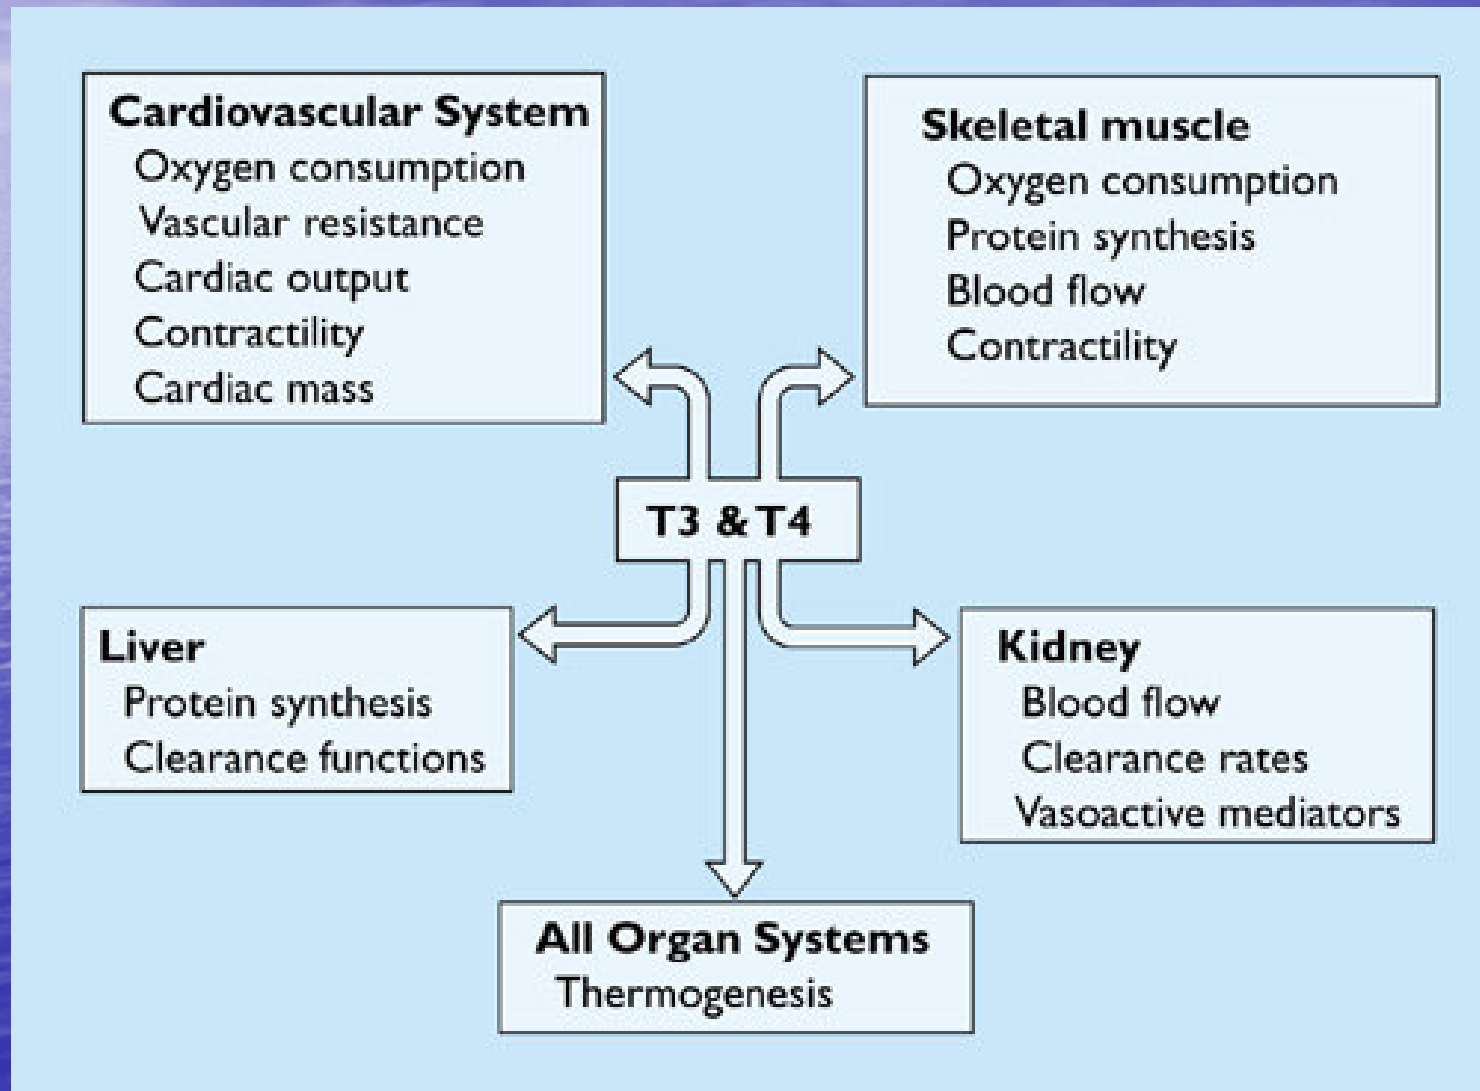 Cardiovascular System
Oxygen consumption
Vascular resistance
Cardiac output
Contractility
Cardiac mass
Skeletal muscle
Oxygen consumption
Protein synthesis
Blood flow
Contractility
T3 & T4
Liver
Protein synthesis
Clearance functions
Kidney
Blood flow
Clearance rates
Vasoactive mediators
All Organ Systems
Thermogenesis